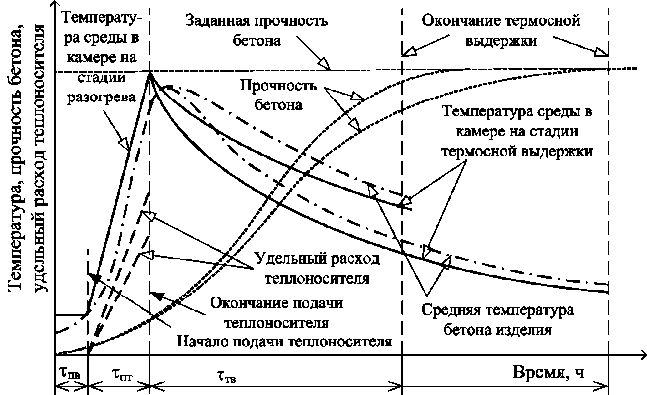 Температу-
ра среды в
камере на
стадии
разогрева
Заданная прочность
бетона
Окончание термосной
выдержки
Прочность
бетона
Температура среды в
камере на стадии
термосной выдержки
Удельный расход
теплоносителя
Окончание подачи
теплоносителя
Начало подачи теплоносителя
Средняя температура
бетона изделия
Температура, прочность бетона,
удельный расход теплоносителя
τпв
τпт
τтв
Время, ч